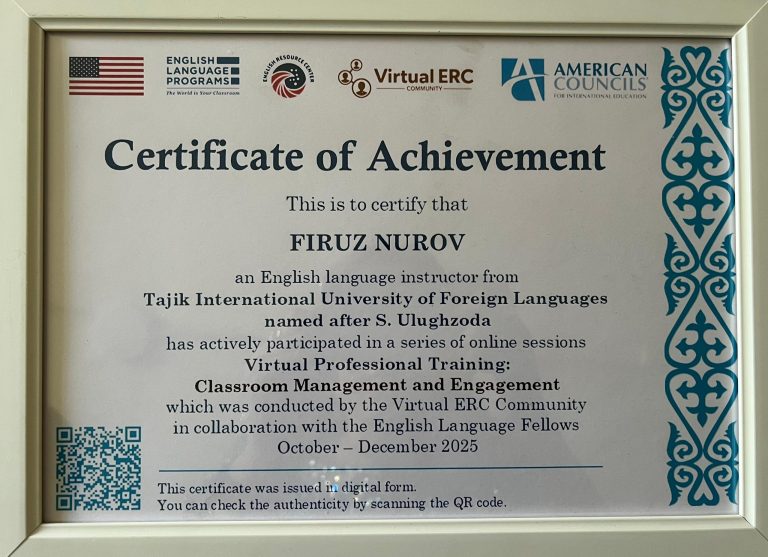 ENGLISH
LANGUAGE
PROGRAMS
The World is Your Classroom
ENGLISH RESOURCE CENTER
Virtual ERC
COMMUNITY
AMERICAN
COUNCILS
FOR INTERNATIONAL EDUCATION
Certificate of Achievement
This is to certify that
FIRUZ NUROV
an English language instructor from
Tajik International University of Foreign Languages
named after S. Ulughzoda
has actively participated in a series of online sessions
Virtual Professional Training:
Classroom Management and Engagement
which was conducted by the Virtual ERC Community
in collaboration with the English Language Fellows
October – December 2025
This certificate was issued in digital form.
You can check the authenticity by scanning the QR code.